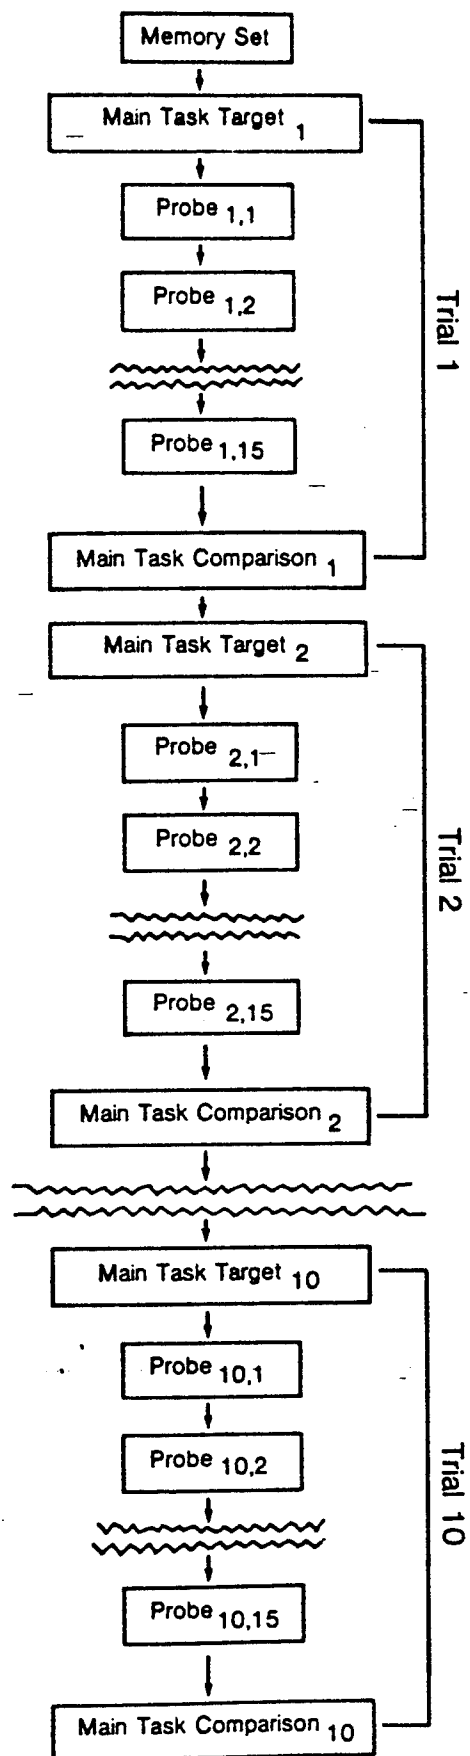 Memory Set
Main Task Target 1
Probe 1,1
Probe 1,2
Probe 1,15
Main Task Comparison 1
Trial 1
Main Task Target 2
Probe 2,1
Probe 2,2
Probe 2,15
Main Task Comparison 2
Trial 2
Main Task Target 10
Probe 10,1
Probe 10,2
Probe 10,15
Main Task Comparison 10
Trial 10